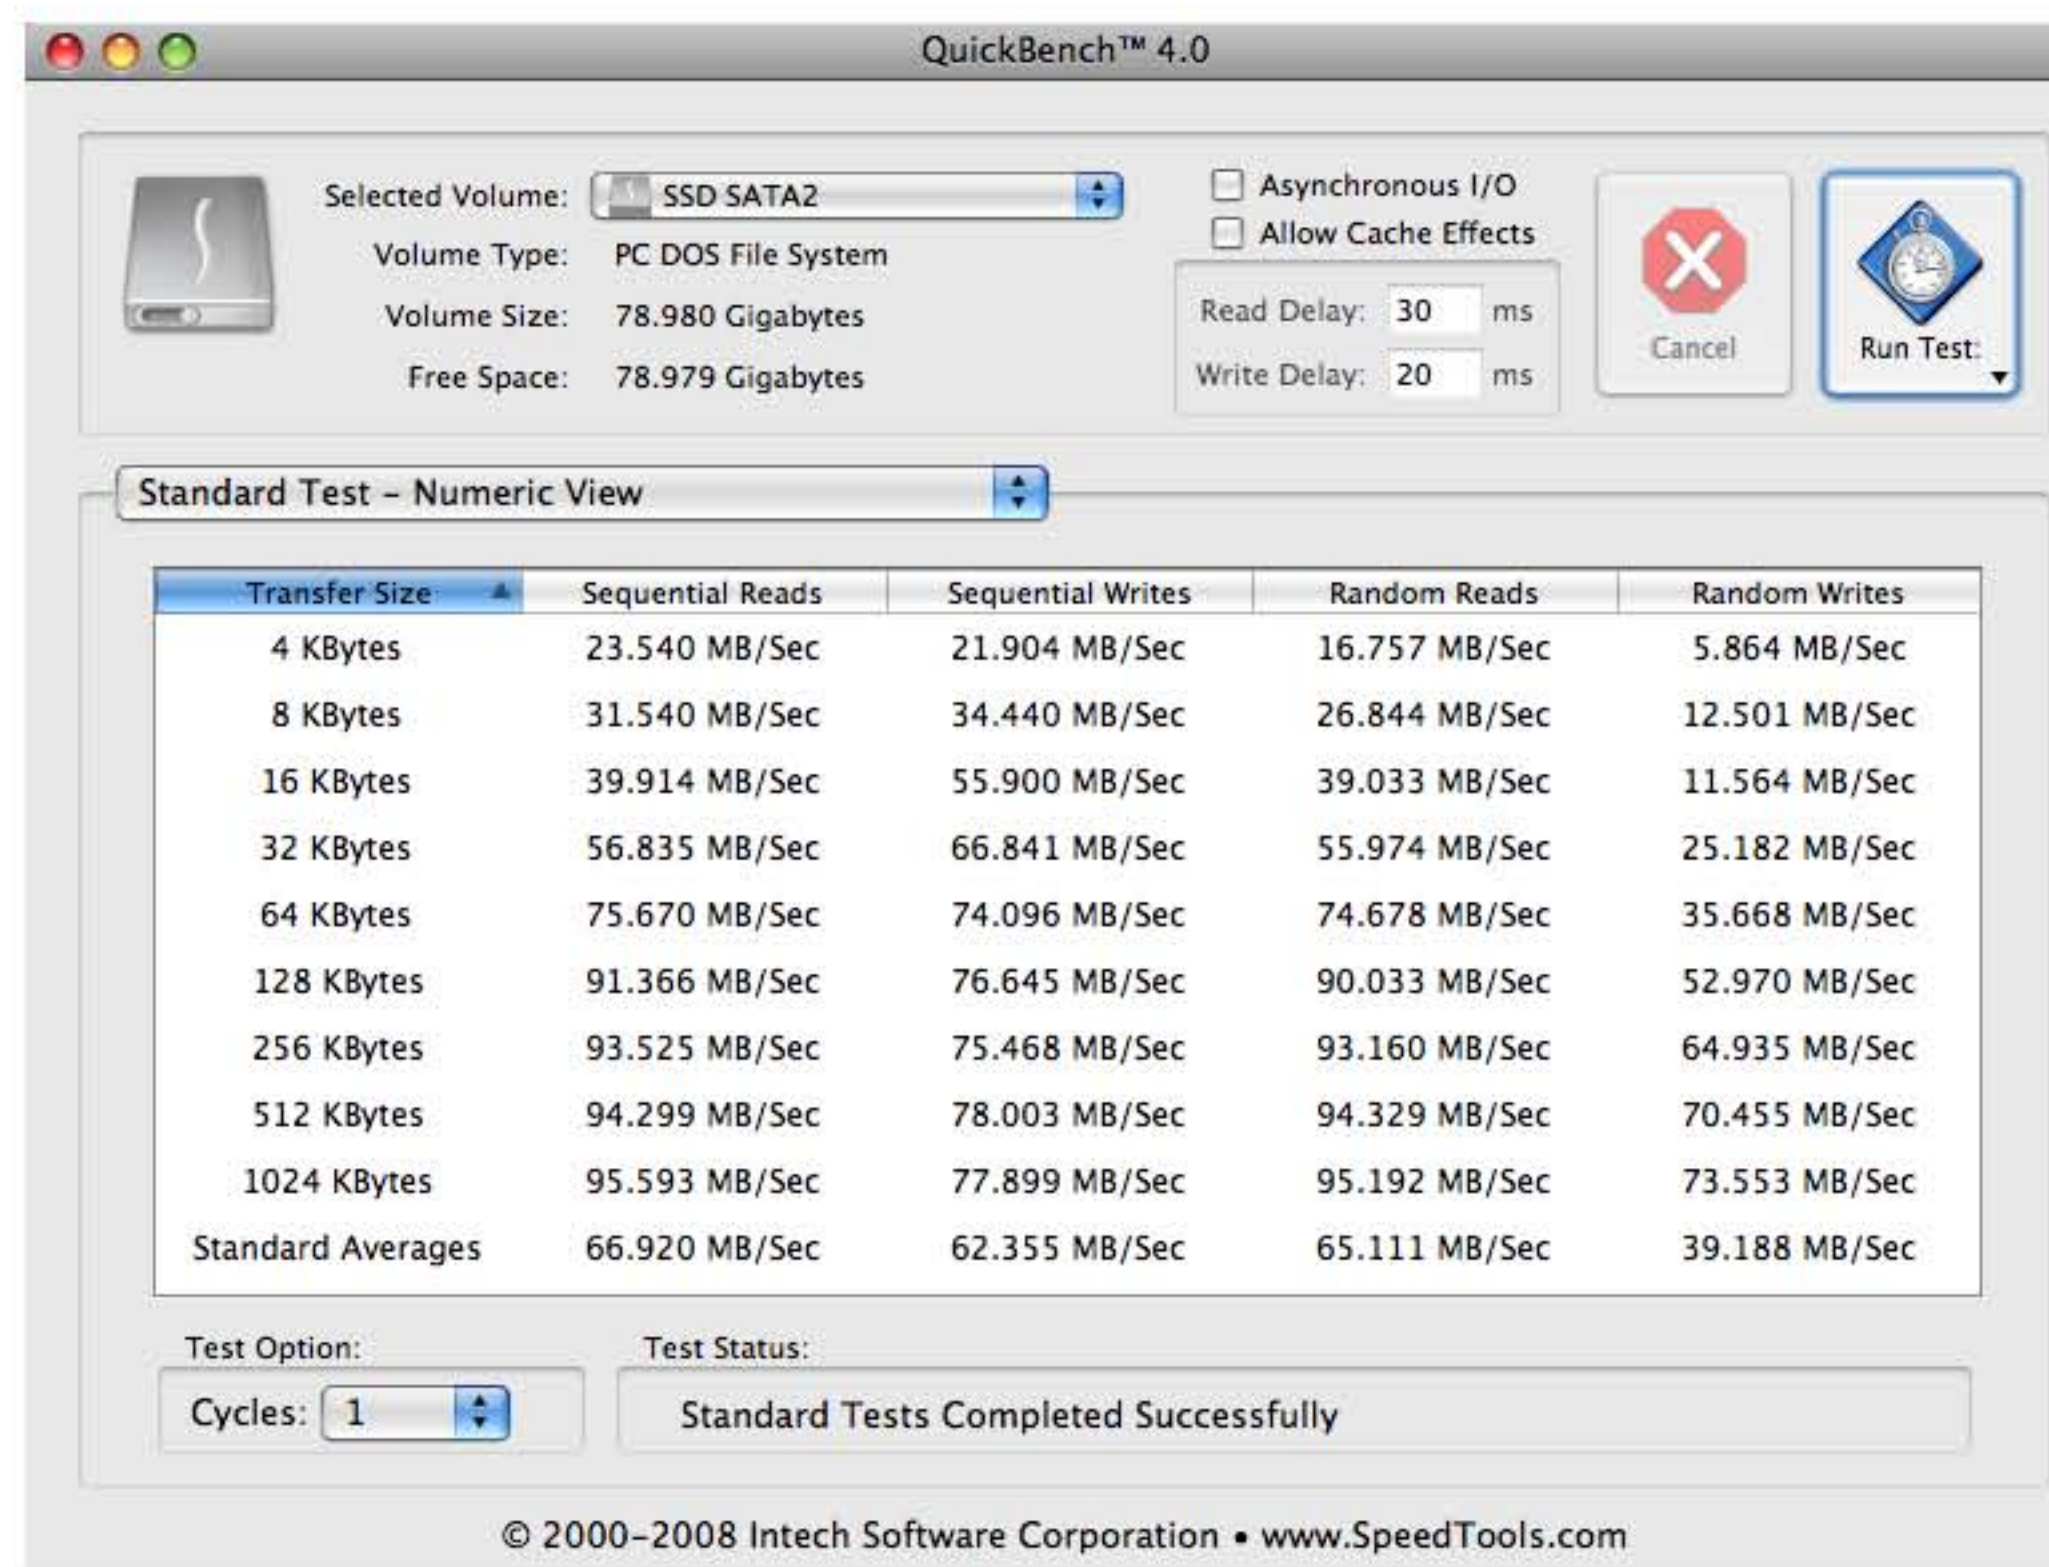 QuickBench™ 4.0
Selected Volume: SSD SATA2
Volume Type: PC DOS File System
Volume Size: 78.980 Gigabytes
Free Space: 78.979 Gigabytes
Asynchronous I/O
Allow Cache Effects
Read Delay: 30 ms
Write Delay: 20 ms
Cancel
Run Test:
Standard Test – Numeric View
Transfer Size Sequential Reads Sequential Writes Random Reads Random Writes
4 KBytes 23.540 MB/Sec 21.904 MB/Sec 16.757 MB/Sec 5.864 MB/Sec
8 KBytes 31.540 MB/Sec 34.440 MB/Sec 26.844 MB/Sec 12.501 MB/Sec
16 KBytes 39.914 MB/Sec 55.900 MB/Sec 39.033 MB/Sec 11.564 MB/Sec
32 KBytes 56.835 MB/Sec 66.841 MB/Sec 55.974 MB/Sec 25.182 MB/Sec
64 KBytes 75.670 MB/Sec 74.096 MB/Sec 74.678 MB/Sec 35.668 MB/Sec
128 KBytes 91.366 MB/Sec 76.645 MB/Sec 90.033 MB/Sec 52.970 MB/Sec
256 KBytes 93.525 MB/Sec 75.468 MB/Sec 93.160 MB/Sec 64.935 MB/Sec
512 KBytes 94.299 MB/Sec 78.003 MB/Sec 94.329 MB/Sec 70.455 MB/Sec
1024 KBytes 95.593 MB/Sec 77.899 MB/Sec 95.192 MB/Sec 73.553 MB/Sec
Standard Averages 66.920 MB/Sec 62.355 MB/Sec 65.111 MB/Sec 39.188 MB/Sec
Test Option: Test Status:
Cycles: 1 Standard Tests Completed Successfully
© 2000–2008 Intech Software Corporation • www.SpeedTools.com